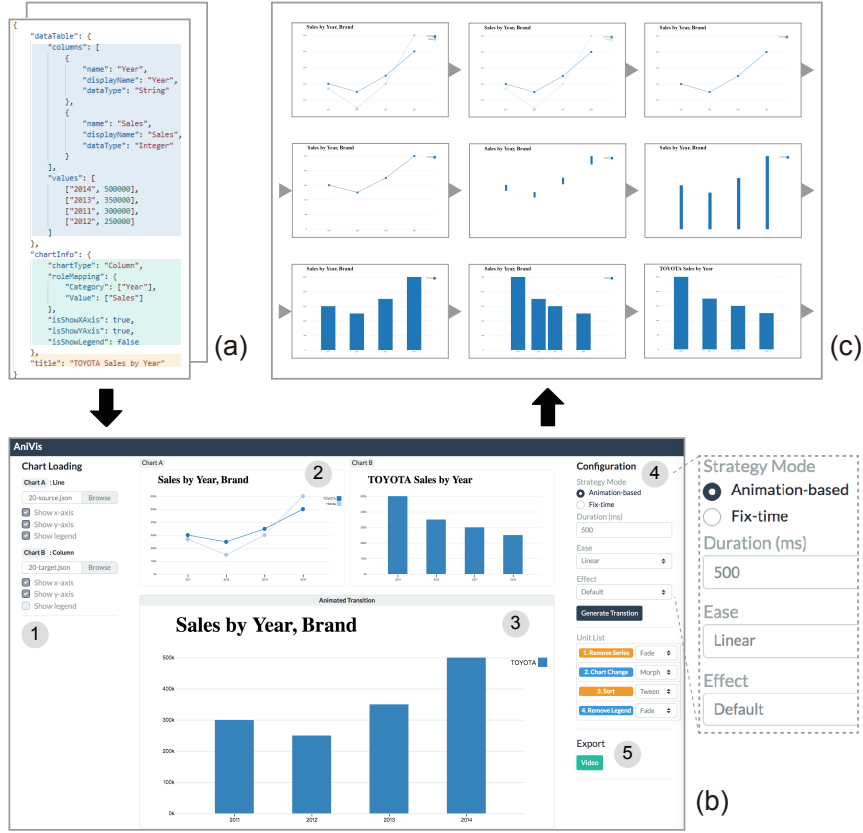 {
"dataTable": {
"columns": [
{
"name": "Year",
"displayName": "Year",
"dataType": "String"
},
{
"name": "Sales",
"displayName": "Sales",
"dataType": "Integer"
}
],
"values": [
["2014", 500000],
["2013", 350000],
["2011", 300000],
["2012", 250000]
]
},
"chartInfo": {
"chartType": "Column",
"roleMapping": {
"Category": ["Year"],
"Value": ["Sales"]
},
"isShowXAxis": true,
"isShowYAxis": true,
"isShowLegend": false
},
"title": "TOYOTA Sales by Year"
}
(a)
Sales by Year, Brand
Sales by Year, Brand
Sales by Year, Brand
Sales by Year, Brand
Sales by Year, Brand
Sales by Year, Brand
Sales by Year, Brand
Sales by Year, Brand
TOYOTA Sales by Year
(c)
AniVis
Chart Loading
Chart A : Line
20-source.json Browse
Show x-axis
Show y-axis
Show legend
Chart B : Column
20-target.json Browse
Show x-axis
Show y-axis
Show legend
1
Chart A
Sales by Year, Brand
2
TOYOTA
Honda
Chart B
TOYOTA Sales by Year
Animated Transition
Sales by Year, Brand
3
TOYOTA
500k
400k
300k
200k
100k
0k
2011 2012 2013 2014
Configuration
4
Strategy Mode
Animation-based
Fix-time
Duration (ms)
500
Ease
Linear
Effect
Default
Generate Transtion
Unit List
1. Remove Series Fade
2. Chart Change Morph
3. Sort Tween
4. Remove Legend Fade
Export
Video
5
Strategy Mode
Animation-based
Fix-time
Duration (ms)
500
Ease
Linear
Effect
Default
(b)